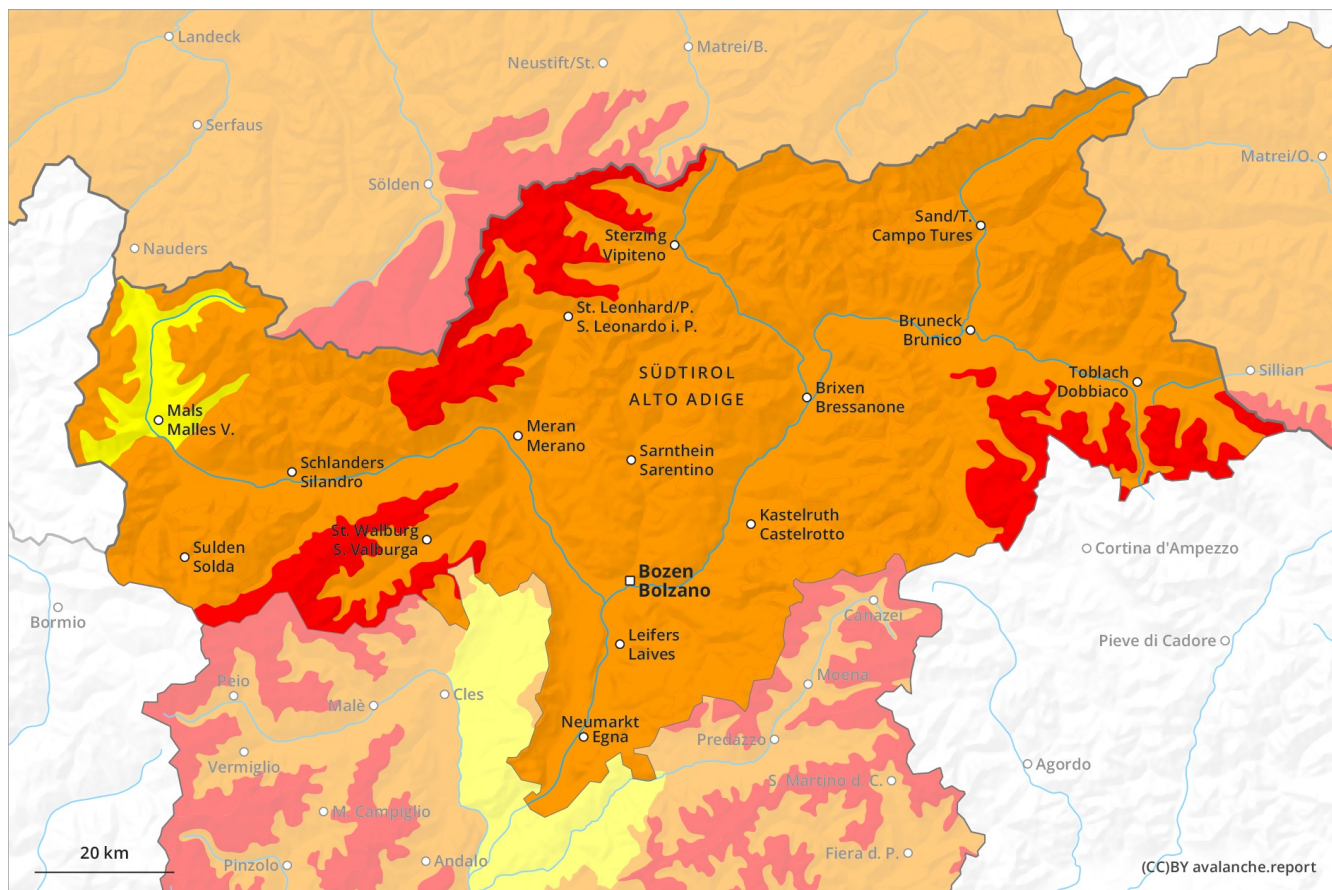 Landeck
Matrei/B.
Neustift/St.
Serfaus
Matrei/O.
Sölden
Sand/T.
Campo Tures
Sterzing
Vipiteno
Nauders
St. Leonhard/P.
S. Leonardo i. P.
Bruneck
Brunico
Toblach
Dobbiaco
Sillian
SÜDTIROL
ALTO ADIGE
Brixen
Bressanone
Mals
Malles V.
Meran
Merano
Sarnthein
Sarentino
Schlanders
Silandro
Kastelruth
Castelrotto
St. Walburg
S. Valburga
Sulden
Solda
Cortina d'Ampezzo
Bozen
Bolzano
Bormio
Canazei
Leifers
Laives
Pieve di Cadore
Peio
Moena
Cles
Malè
Neumarkt
Egna
Predazzo
Vermiglio
Agordo
S. Martino d. C.
M. Campiglio
20 km
Pinzolo
Andalo
Fiera d. P.
(CC)BY avalanche.report